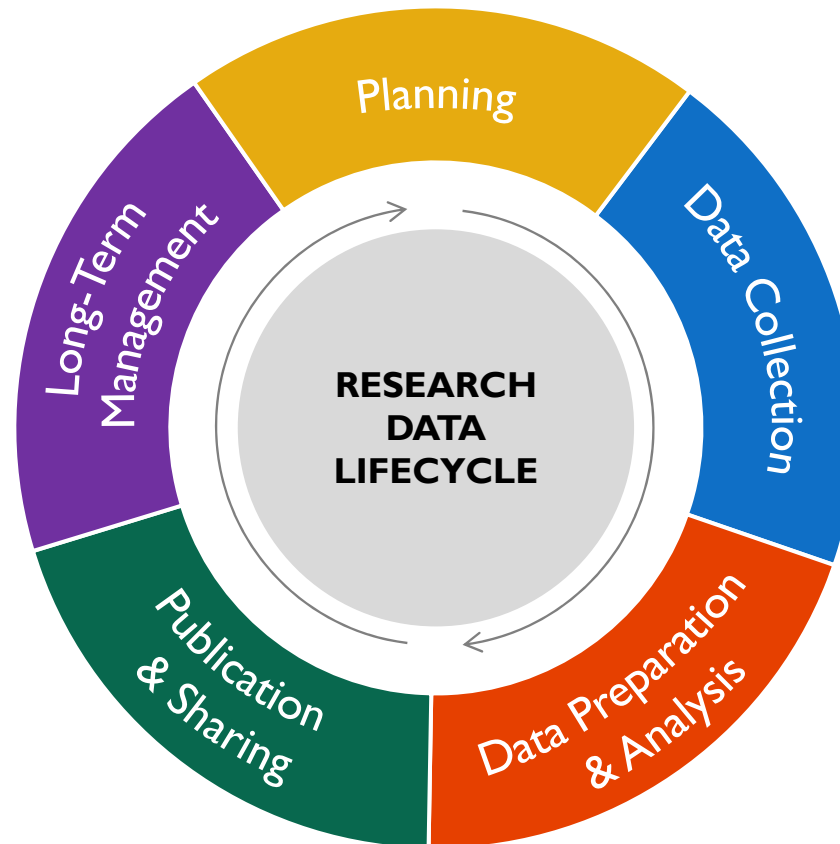 Planning
Data Collection
Data Preparation
& Analysis
Publication
& Sharing
Long-Term
Management
RESEARCH
DATA
LIFECYCLE